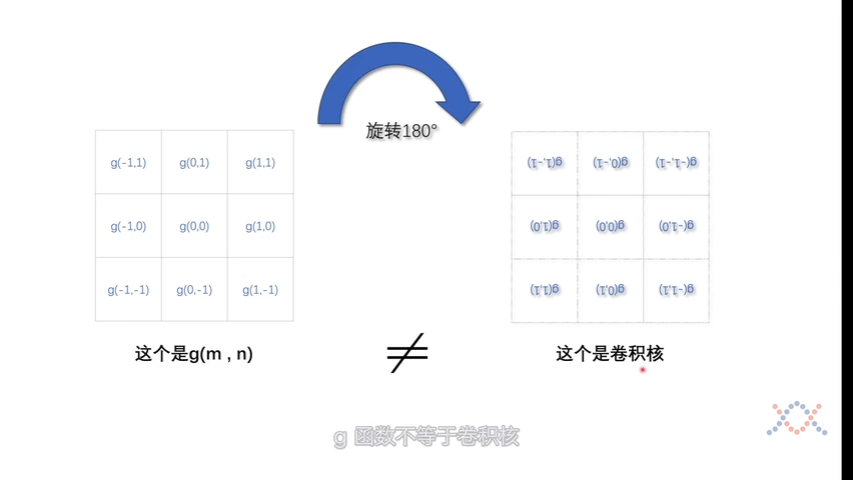 旋转180°
g(-1,1) g(0,1) g(1,1)
g(-1,0) g(0,0) g(1,0)
g(-1,-1) g(0,-1) g(1,-1)
这个是g(m , n)
≠
g(1,-1) g(0,-1) g(-1,-1)
g(1,0) g(0,0) g(-1,0)
g(1,1) g(0,1) g(-1,1)
这个是卷积核
g 函数不等于卷积核